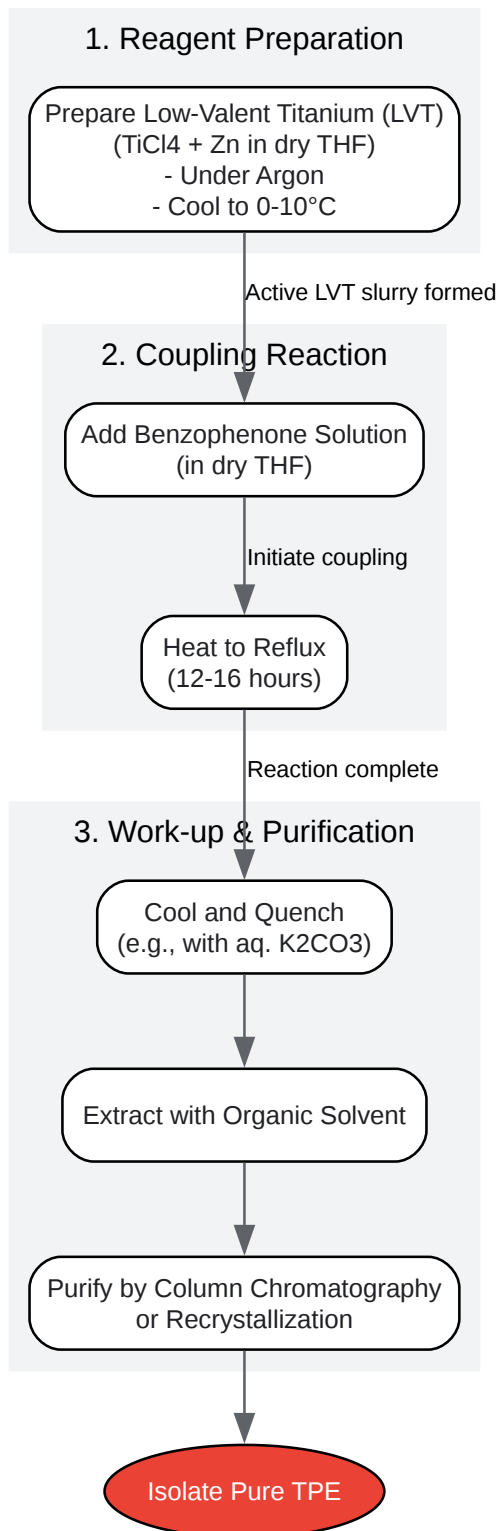 1. Reagent Preparation
Prepare Low-Valent Titanium (LVT)
(TiCl4 + Zn in dry THF)
- Under Argon
- Cool to 0-10°C
Active LVT slurry formed
2. Coupling Reaction
Add Benzophenone Solution
(in dry THF)
Initiate coupling
Heat to Reflux
(12-16 hours)
Reaction complete
3. Work-up & Purification
Cool and Quench
(e.g., with aq. K2CO3)
Extract with Organic Solvent
Purify by Column Chromatography
or Recrystallization
Isolate Pure TPE